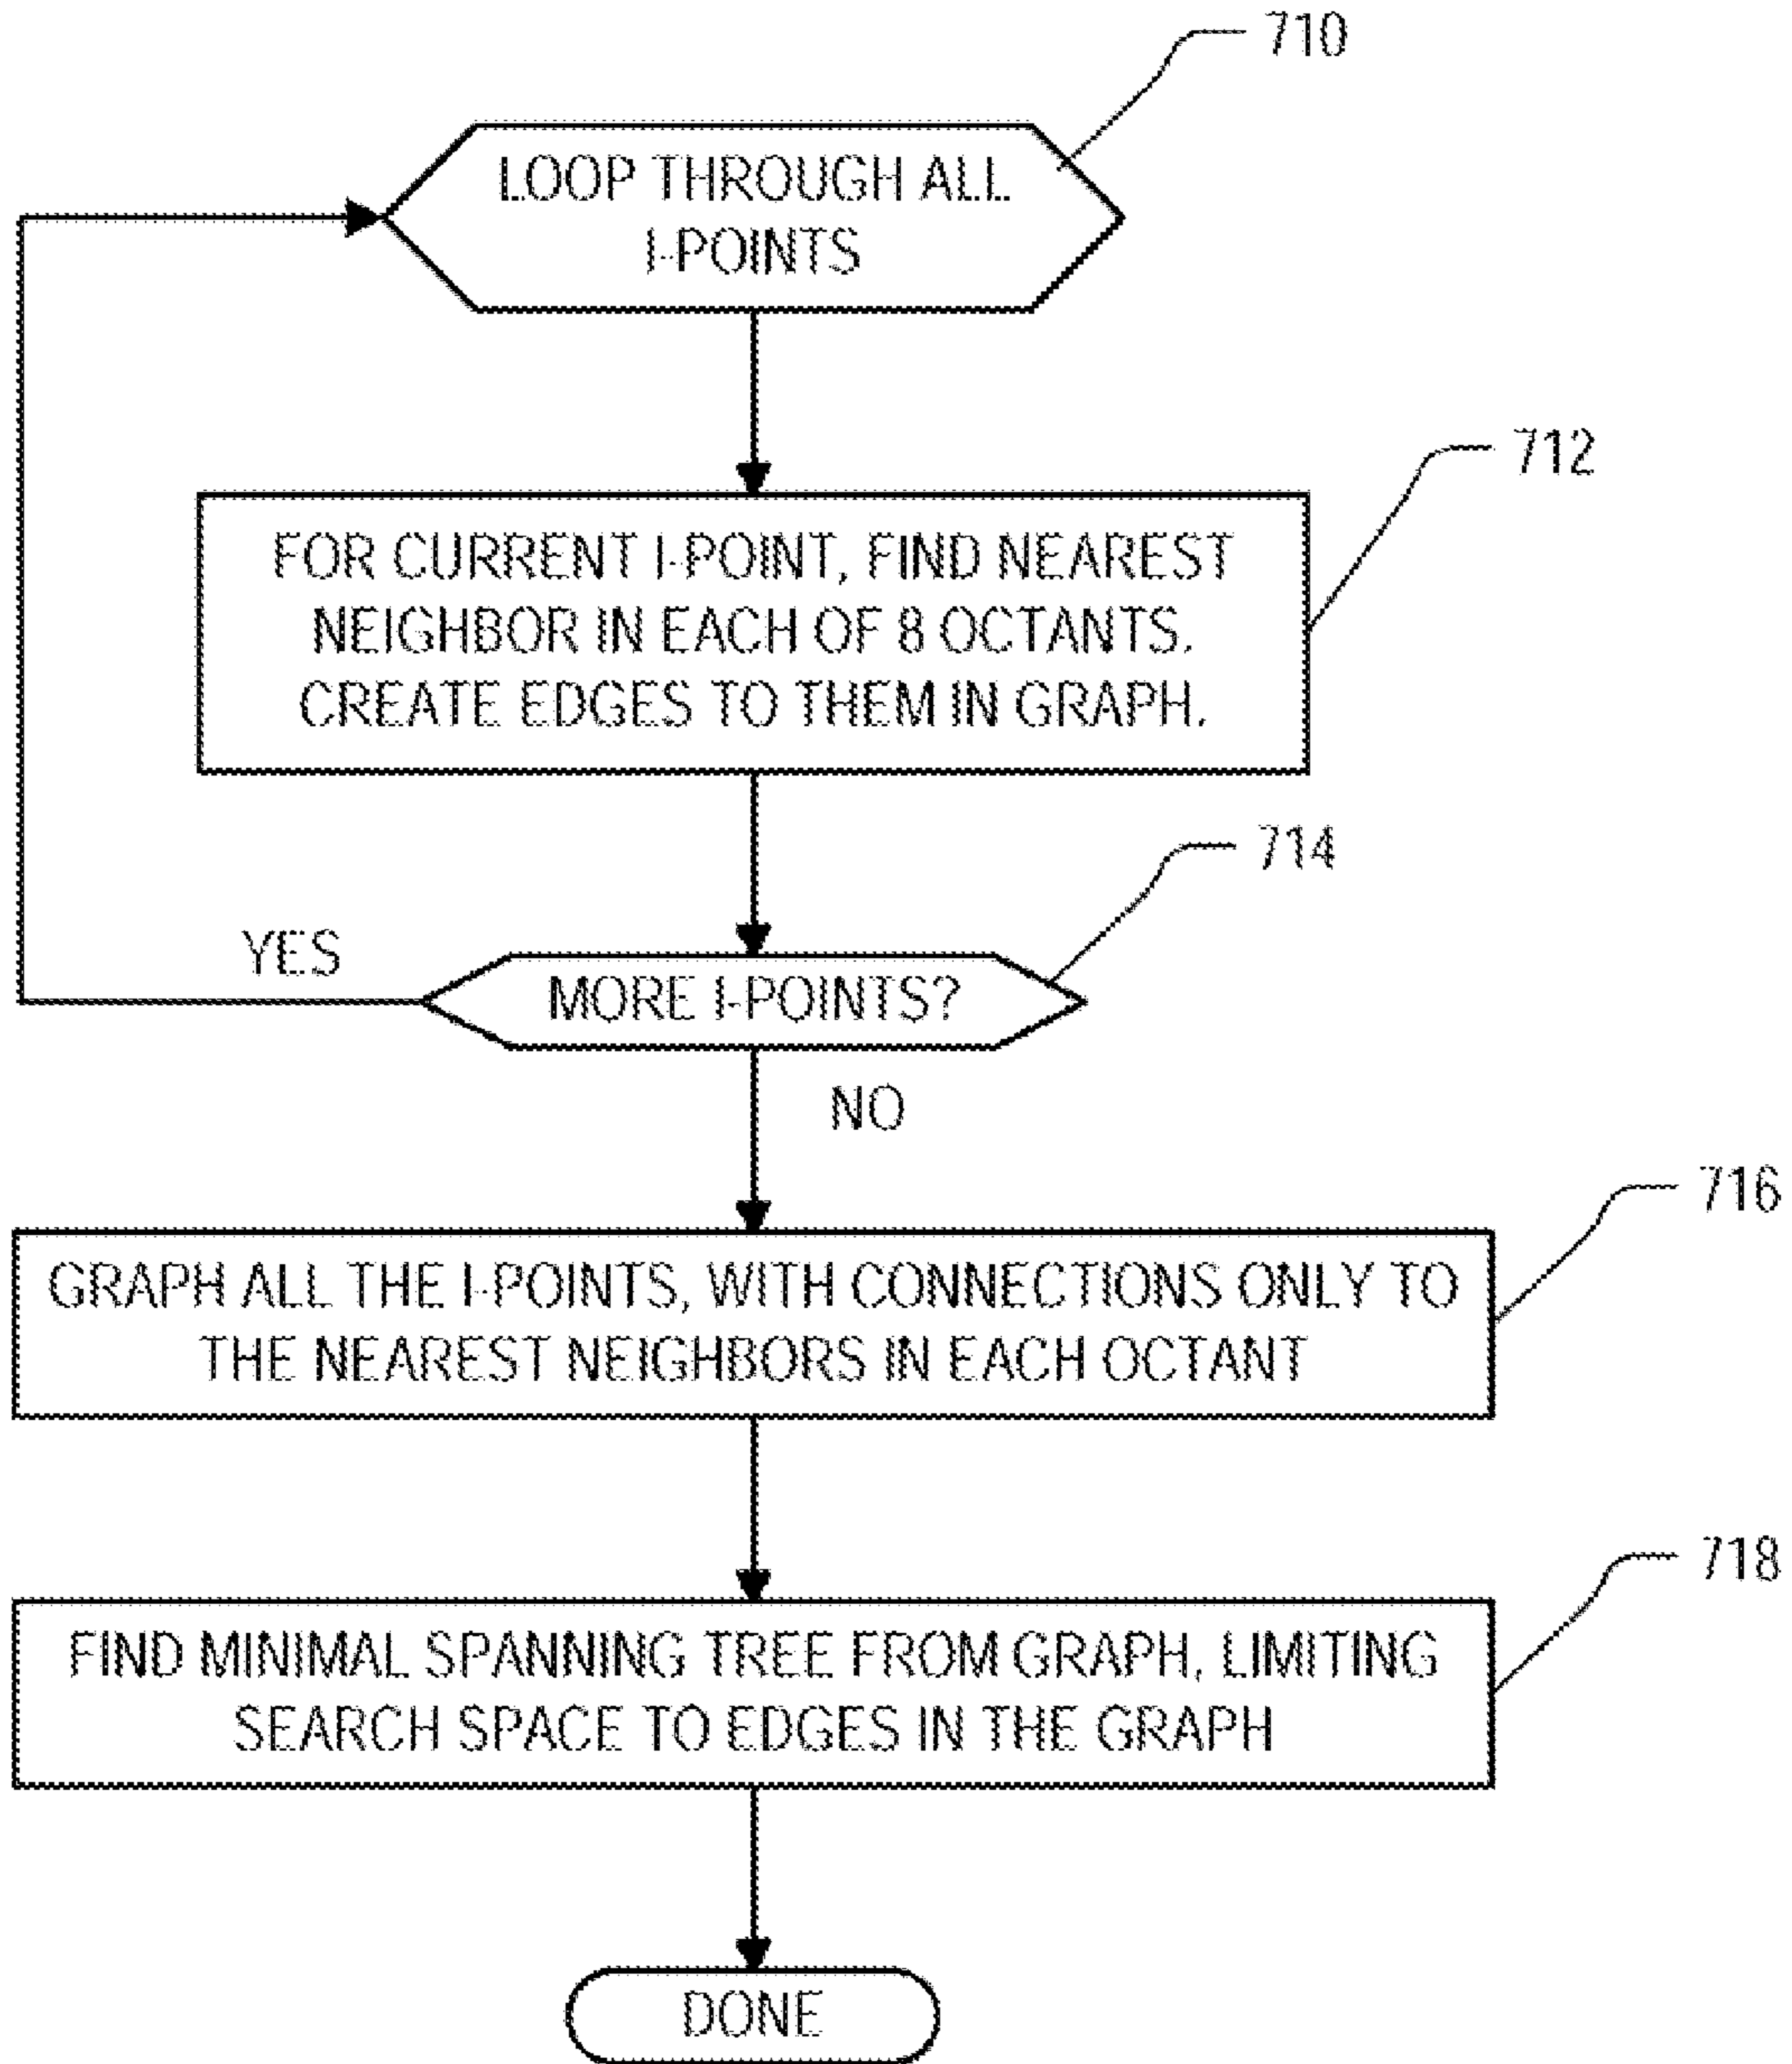 710
LOOP THROUGH ALL
I-POINTS
712
FOR CURRENT I-POINT, FIND NEAREST
NEIGHBOR IN EACH OF 8 OCTANTS.
CREATE EDGES TO THEM IN GRAPH.
714
YES
MORE I-POINTS?
NO
716
GRAPH ALL THE I-POINTS, WITH CONNECTIONS ONLY TO
THE NEAREST NEIGHBORS IN EACH OCTANT
718
FIND MINIMAL SPANNING TREE FROM GRAPH, LIMITING
SEARCH SPACE TO EDGES IN THE GRAPH
DONE